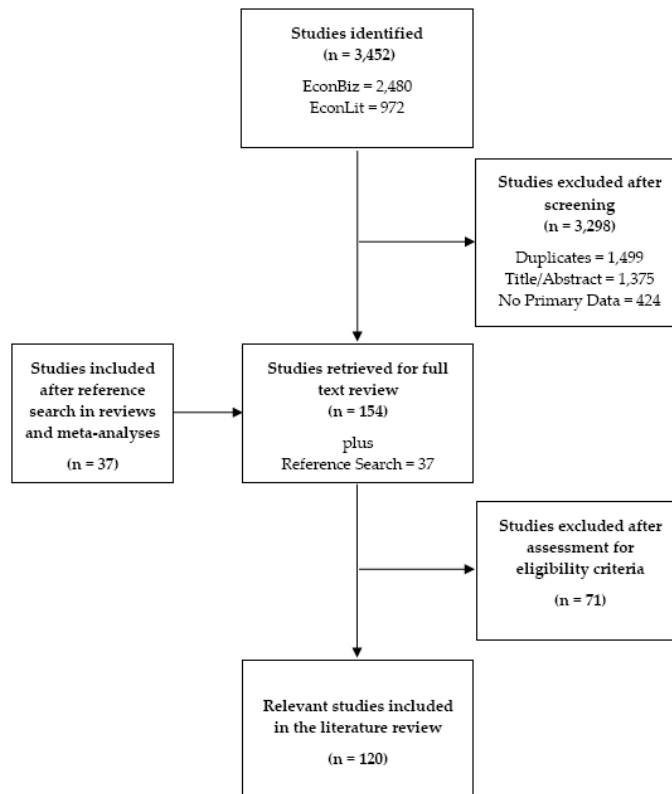 Studies identified
(n = 3,452)
EconBiz = 2,480
EconLit = 972
Studies excluded after
screening
(n = 3,298)
Duplicates = 1,499
Title/Abstract = 1,375
No Primary Data = 424
Studies included
after reference
search in reviews
and meta-analyses
(n = 37)
Studies retrieved for full
text review
(n = 154)
plus
Reference Search = 37
Studies excluded after
assessment for
eligibility criteria
(n = 71)
Relevant studies included
in the literature review
(n = 120)